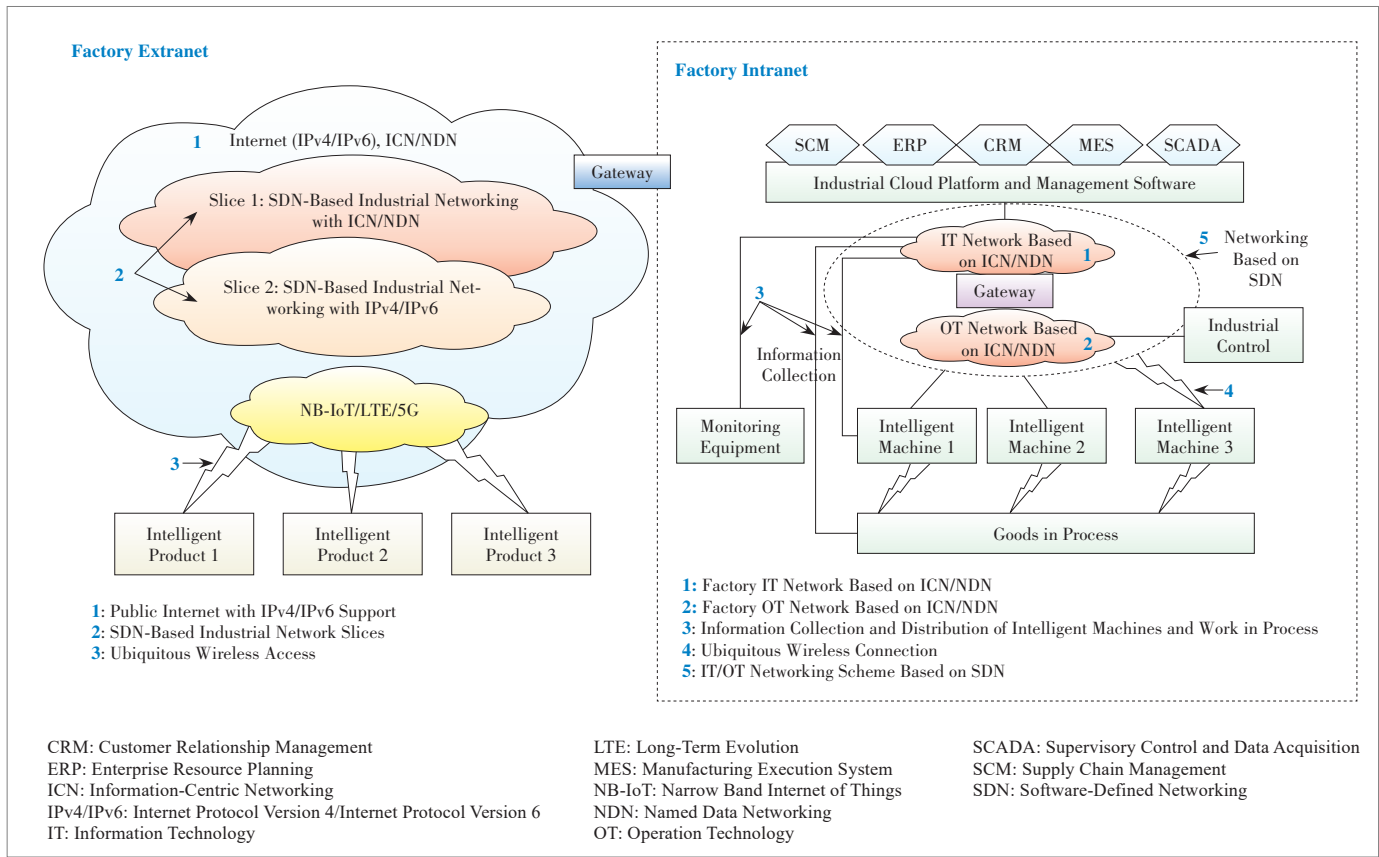 Factory Extranet
1 Internet (IPv4/IPv6), ICN/NDN
Gateway
Slice 1: SDN-Based Industrial Networking
with ICN/NDN
2
Slice 2: SDN-Based Industrial Net-
working with IPv4/IPv6
NB-IoT/LTE/5G
3
Intelligent
Product 1
Intelligent
Product 2
Intelligent
Product 3
1: Public Internet with IPv4/IPv6 Support
2: SDN-Based Industrial Network Slices
3: Ubiquitous Wireless Access
Factory Intranet
SCM
ERP
CRM
MES
SCADA
Industrial Cloud Platform and Management Software
IT Network Based
on ICN/NDN 1
5 Networking
Based on
SDN
Gateway
3
Information
Collection
OT Network Based
on ICN/NDN 2
Industrial
Control
4
Monitoring
Equipment
Intelligent
Machine 1
Intelligent
Machine 2
Intelligent
Machine 3
Goods in Process
1: Factory IT Network Based on ICN/NDN
2: Factory OT Network Based on ICN/NDN
3: Information Collection and Distribution of Intelligent Machines and Work in Process
4: Ubiquitous Wireless Connection
5: IT/OT Networking Scheme Based on SDN
CRM: Customer Relationship Management
ERP: Enterprise Resource Planning
ICN: Information-Centric Networking
IPv4/IPv6: Internet Protocol Version 4/Internet Protocol Version 6
IT: Information Technology
LTE: Long-Term Evolution
MES: Manufacturing Execution System
NB-IoT: Narrow Band Internet of Things
NDN: Named Data Networking
OT: Operation Technology
SCADA: Supervisory Control and Data Acquisition
SCM: Supply Chain Management
SDN: Software-Defined Networking